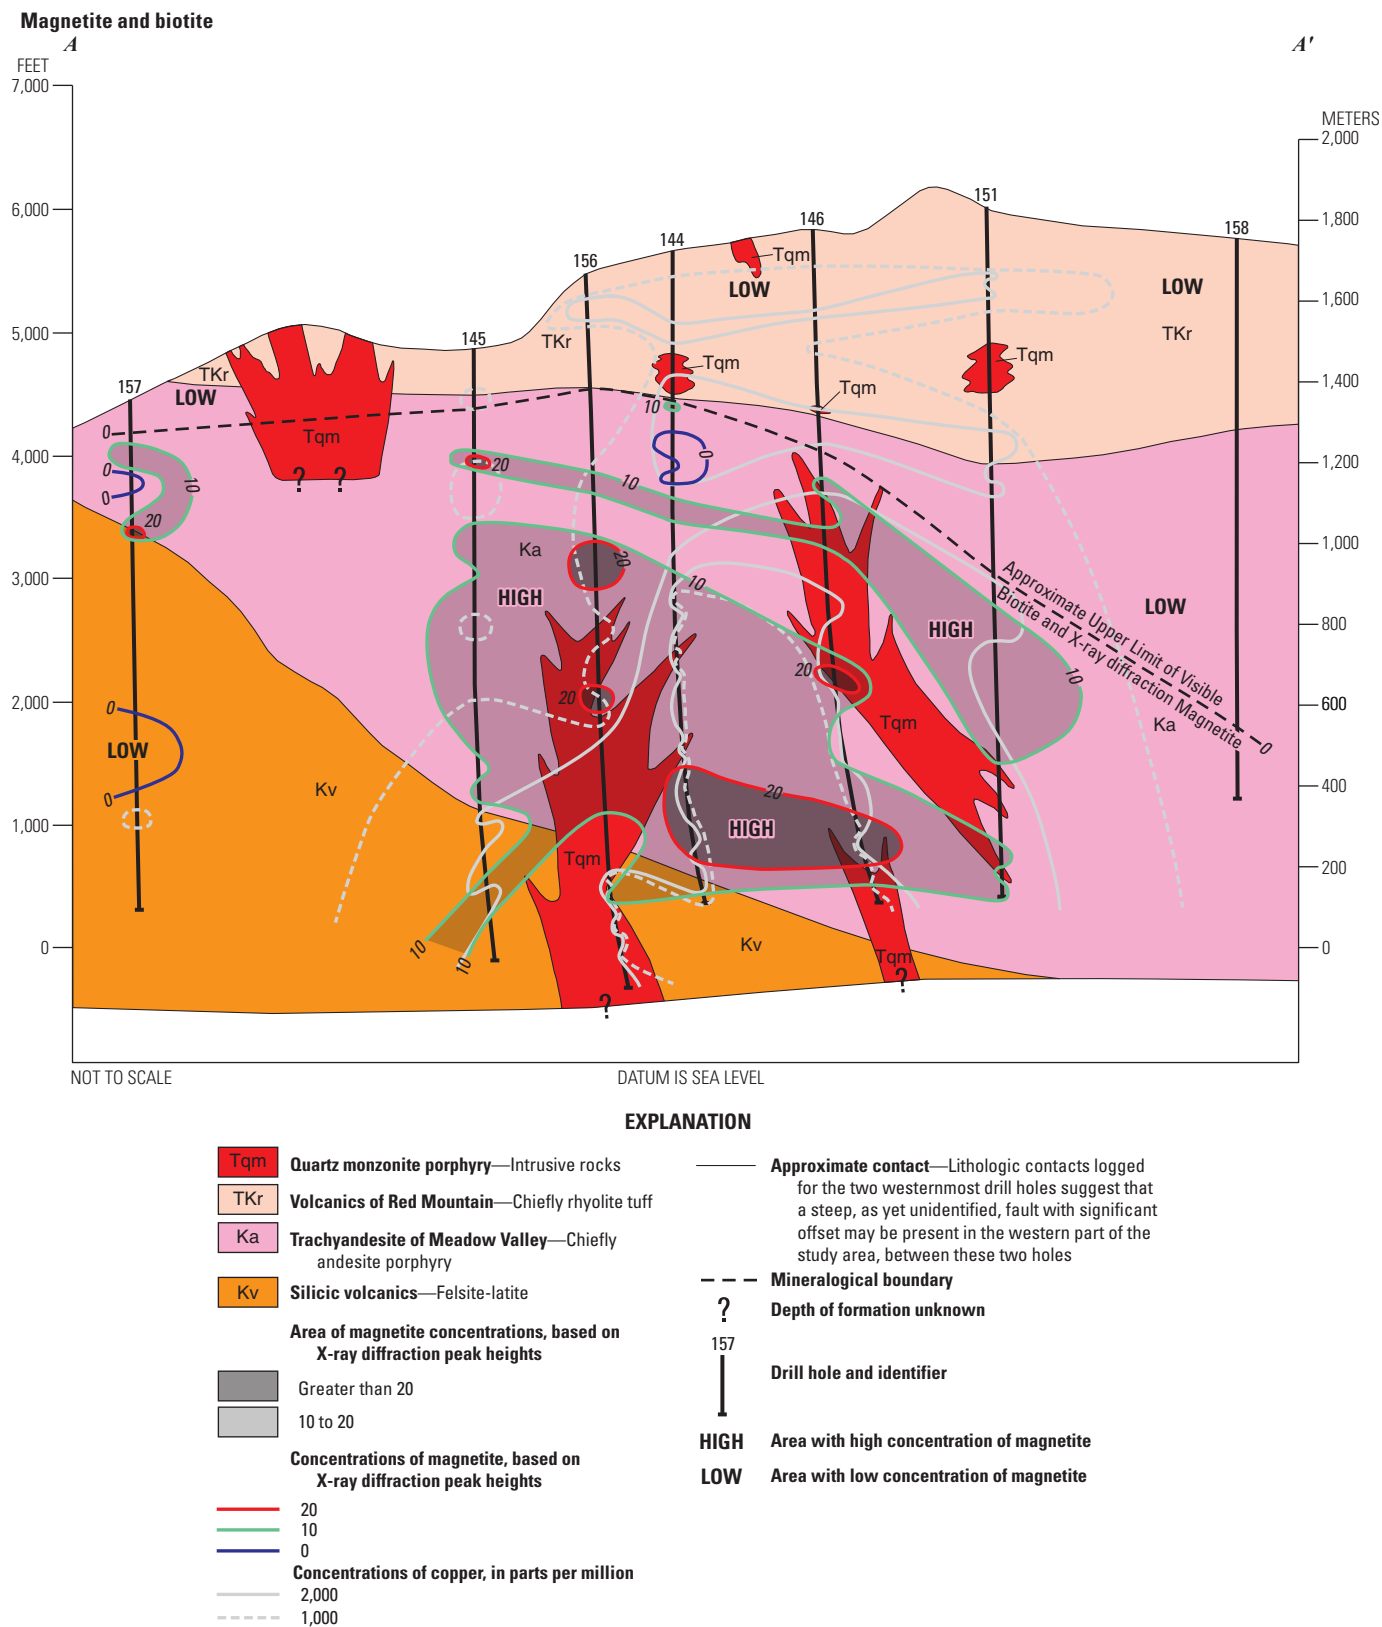 Magnetite and biotite
A
A′
FEET
7,000
6,000
5,000
4,000
3,000
2,000
1,000
0
METERS
2,000
1,800
1,600
1,400
1,200
1,000
800
600
400
200
0
151
146
158
144
156
145
157
Tqm
LOW
LOW
TKr
TKr
Tqm
Tqm
TKr
Tqm
LOW
10
0
Tqm
0
0
0
10
20
20
10
? ?
Ka
20
HIGH
10
HIGH
LOW
Approximate Upper Limit of Visible
Biotite and X-ray diffraction Magnetite
0
20
20
10
Tqm
Ka
0
LOW
0
Kv
20
HIGH
Tqm
10
10
Kv
Tqm
?
?
NOT TO SCALE
DATUM IS SEA LEVEL
EXPLANATION
Tqm
Quartz monzonite porphyry—Intrusive rocks
TKr
Volcanics of Red Mountain—Chiefly rhyolite tuff
Ka
Trachyandesite of Meadow Valley—Chiefly
andesite porphyry
Kv
Silicic volcanics—Felsite-latite
Area of magnetite concentrations, based on
X-ray diffraction peak heights
Greater than 20
10 to 20
Concentrations of magnetite, based on
X-ray diffraction peak heights
20
10
0
Concentrations of copper, in parts per million
2,000
1,000
Approximate contact—Lithologic contacts logged
for the two westernmost drill holes suggest that
a steep, as yet unidentified, fault with significant
offset may be present in the western part of the
study area, between these two holes
Mineralogical boundary
?
Depth of formation unknown
157
Drill hole and identifier
HIGH
Area with high concentration of magnetite
LOW
Area with low concentration of magnetite